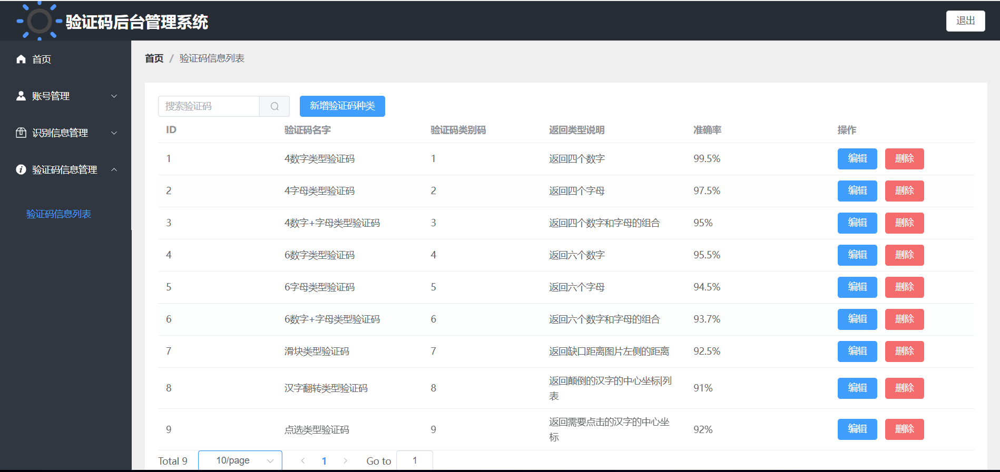 验证码后台管理系统
退出
首页
账号管理
识别信息管理
验证码信息管理
验证码信息列表
首页 / 验证码信息列表
搜索验证码 新增验证码种类
ID 验证码名字 验证码类别码 返回类型说明 准确率 操作
1 4数字类型验证码 1 返回四个数字 99.5% 编辑 删除
2 4字母类型验证码 2 返回四个字母 97.5% 编辑 删除
3 4数字+字母类型验证码 3 返回四个数字和字母的组合 95% 编辑 删除
4 6数字类型验证码 4 返回六个数字 95.5% 编辑 删除
5 6字母类型验证码 5 返回六个字母 94.5% 编辑 删除
6 6数字+字母类型验证码 6 返回六个数字和字母的组合 93.7% 编辑 删除
7 滑块类型验证码 7 返回缺口距离图片左侧的距离 92.5% 编辑 删除
8 汉字翻转类型验证码 8 返回颠倒的汉字的中心坐标|列
表 91% 编辑 删除
9 点选类型验证码 9 返回需要点击的汉字的中心坐
标 92% 编辑 删除
Total 9 10/page 1 Go to 1